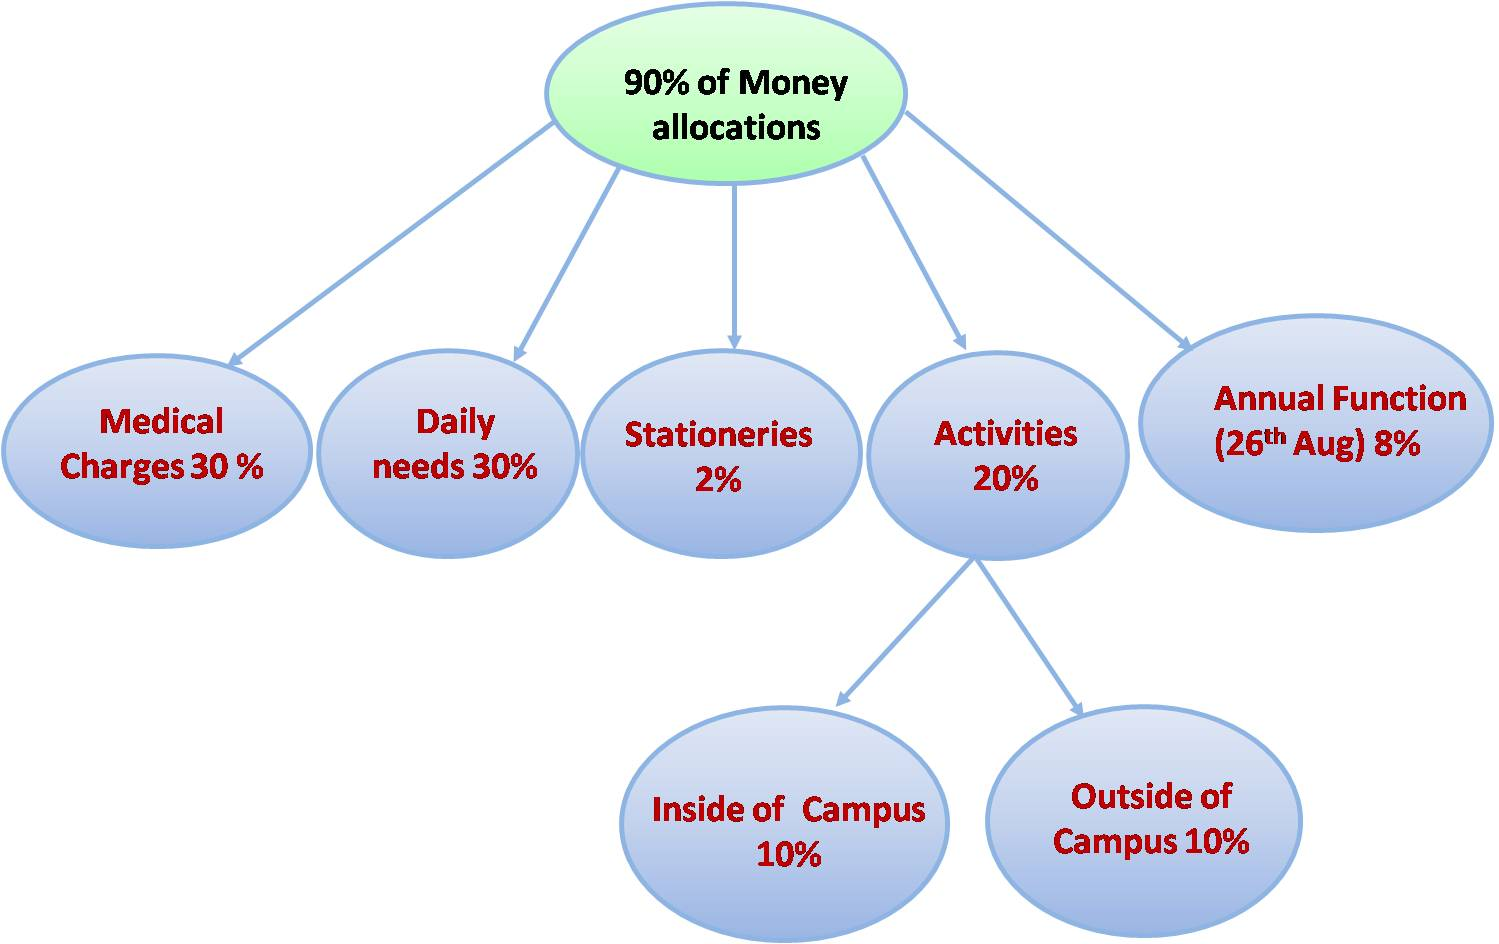 90% of Money
allocations
Medical
Charges 30 %
Daily
needs 30%
Stationeries
2%
Activities
20%
Annual Function
(26th Aug) 8%
Inside of  Campus
10%
Outside of
Campus 10%